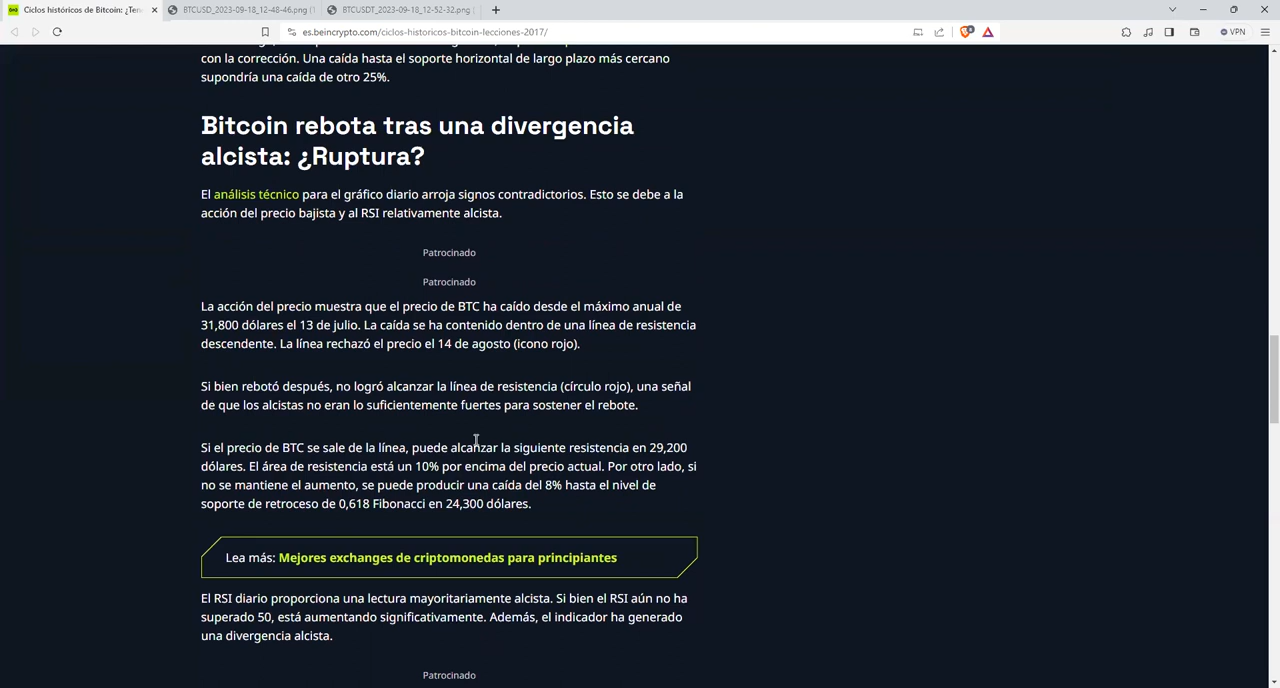 Ciclos históricos de Bitcoin: ¿Ten
BTCUSD_2023-09-18_12-48-46.png (1
BTCUSDT_2023-09-18_12-52-32.png
es.beincrypto.com/ciclos-historicos-bitcoin-lecciones-2017/
VPN
con la corrección. Una caída hasta el soporte horizontal de largo plazo más cercano
supondría una caída de otro 25%.
Bitcoin rebota tras una divergencia
alcista: ¿Ruptura?
El análisis técnico para el gráfico diario arroja signos contradictorios. Esto se debe a la
acción del precio bajista y al RSI relativamente alcista.
Patrocinado
Patrocinado
La acción del precio muestra que el precio de BTC ha caído desde el máximo anual de
31,800 dólares el 13 de julio. La caída se ha contenido dentro de una línea de resistencia
descendente. La línea rechazó el precio el 14 de agosto (icono rojo).
Si bien rebotó después, no logró alcanzar la línea de resistencia (círculo rojo), una señal
de que los alcistas no eran lo suficientemente fuertes para sostener el rebote.
Si el precio de BTC se sale de la línea, puede alcanzar la siguiente resistencia en 29,200
dólares. El área de resistencia está un 10% por encima del precio actual. Por otro lado, si
no se mantiene el aumento, se puede producir una caída del 8% hasta el nivel de
soporte de retroceso de 0,618 Fibonacci en 24,300 dólares.
Lea más: Mejores exchanges de criptomonedas para principiantes
El RSI diario proporciona una lectura mayoritariamente alcista. Si bien el RSI aún no ha
superado 50, está aumentando significativamente. Además, el indicador ha generado
una divergencia alcista.
Patrocinado